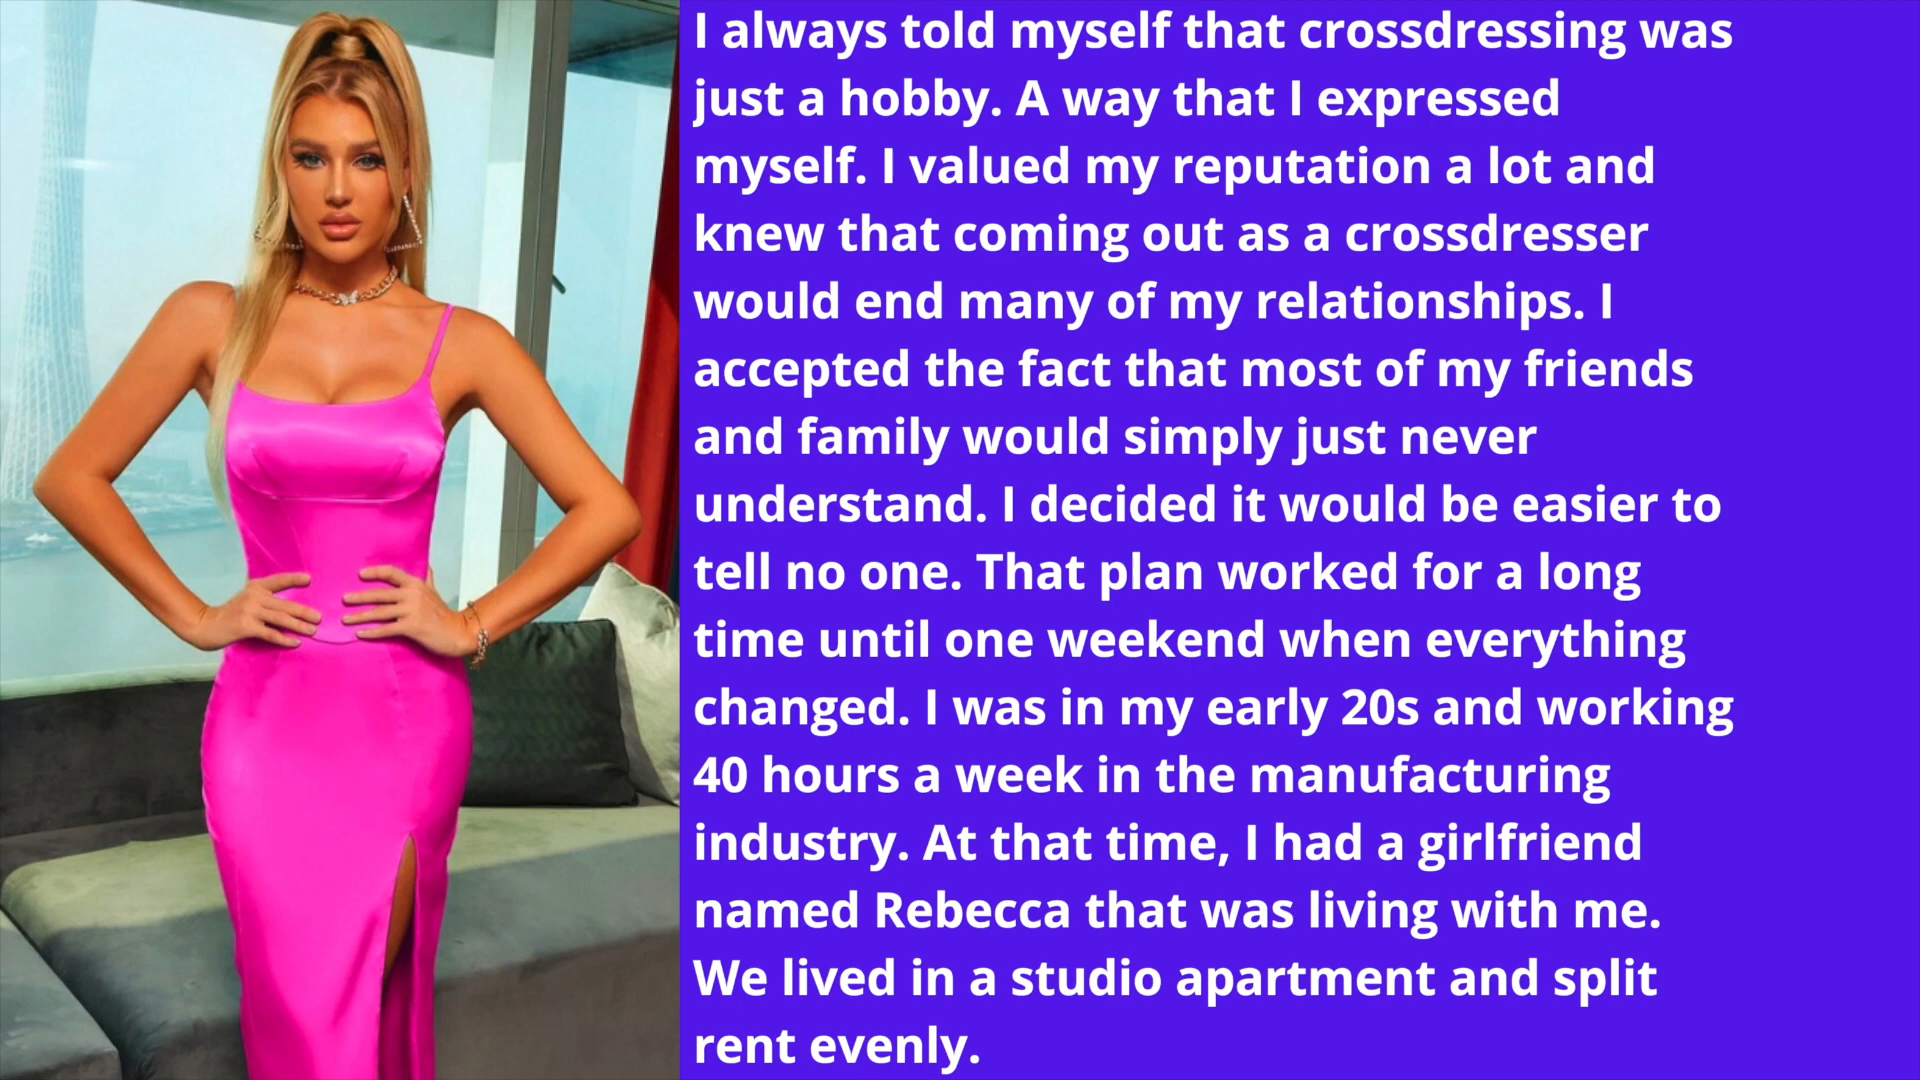 I always told myself that crossdressing was
just a hobby. A way that I expressed
myself. I valued my reputation a lot and
knew that coming out as a crossdresser
would end many of my relationships. I
accepted the fact that most of my friends
and family would simply just never
understand. I decided it would be easier to
tell no one. That plan worked for a long
time until one weekend when everything
changed. I was in my early 20s and working
40 hours a week in the manufacturing
industry. At that time, I had a girlfriend
named Rebecca that was living with me.
We lived in a studio apartment and split
rent evenly.